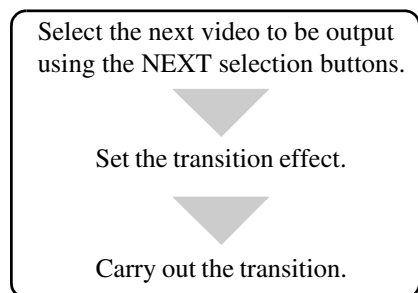 Select the next video to be output
using the NEXT selection buttons.
Set the transition effect.
Carry out the transition.